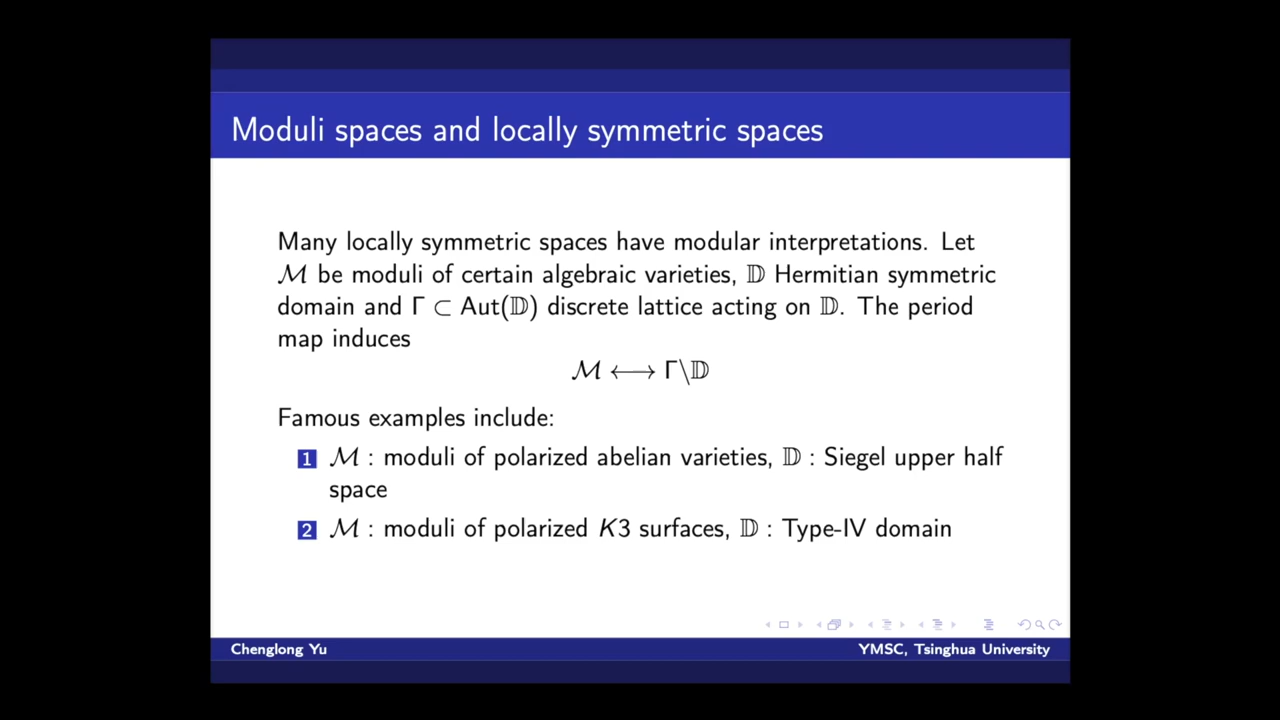 Moduli spaces and locally symmetric spaces
Many locally symmetric spaces have modular interpretations. Let
ℳ be moduli of certain algebraic varieties, 𝔻 Hermitian symmetric
domain and Γ ⊂ Aut(𝔻) discrete lattice acting on 𝔻. The period
map induces
ℳ ⟷ Γ\𝔻
Famous examples include:
1 ℳ : moduli of polarized abelian varieties, 𝔻 : Siegel upper half
space
2 ℳ : moduli of polarized K3 surfaces, 𝔻 : Type-IV domain
Chenglong Yu
YMSC, Tsinghua University